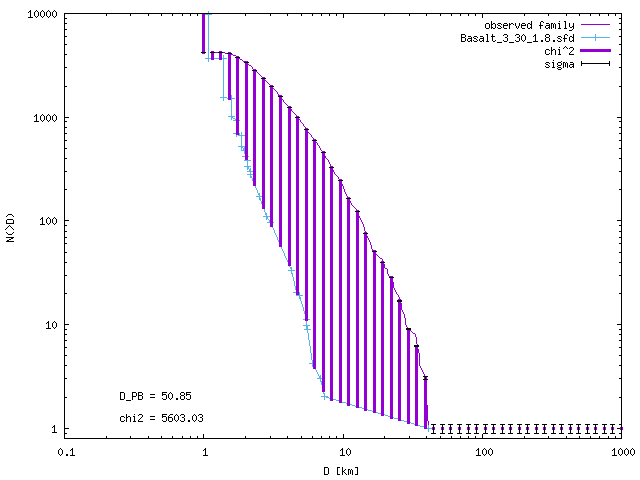 10000
1000
100
10
1
N(>D)
observed family
Basalt_3_30_1.8.sfd
chi^2
sigma
D_PB = 50.85
chi2 = 5603.03
0.1 1 10 100 1000
D [km]